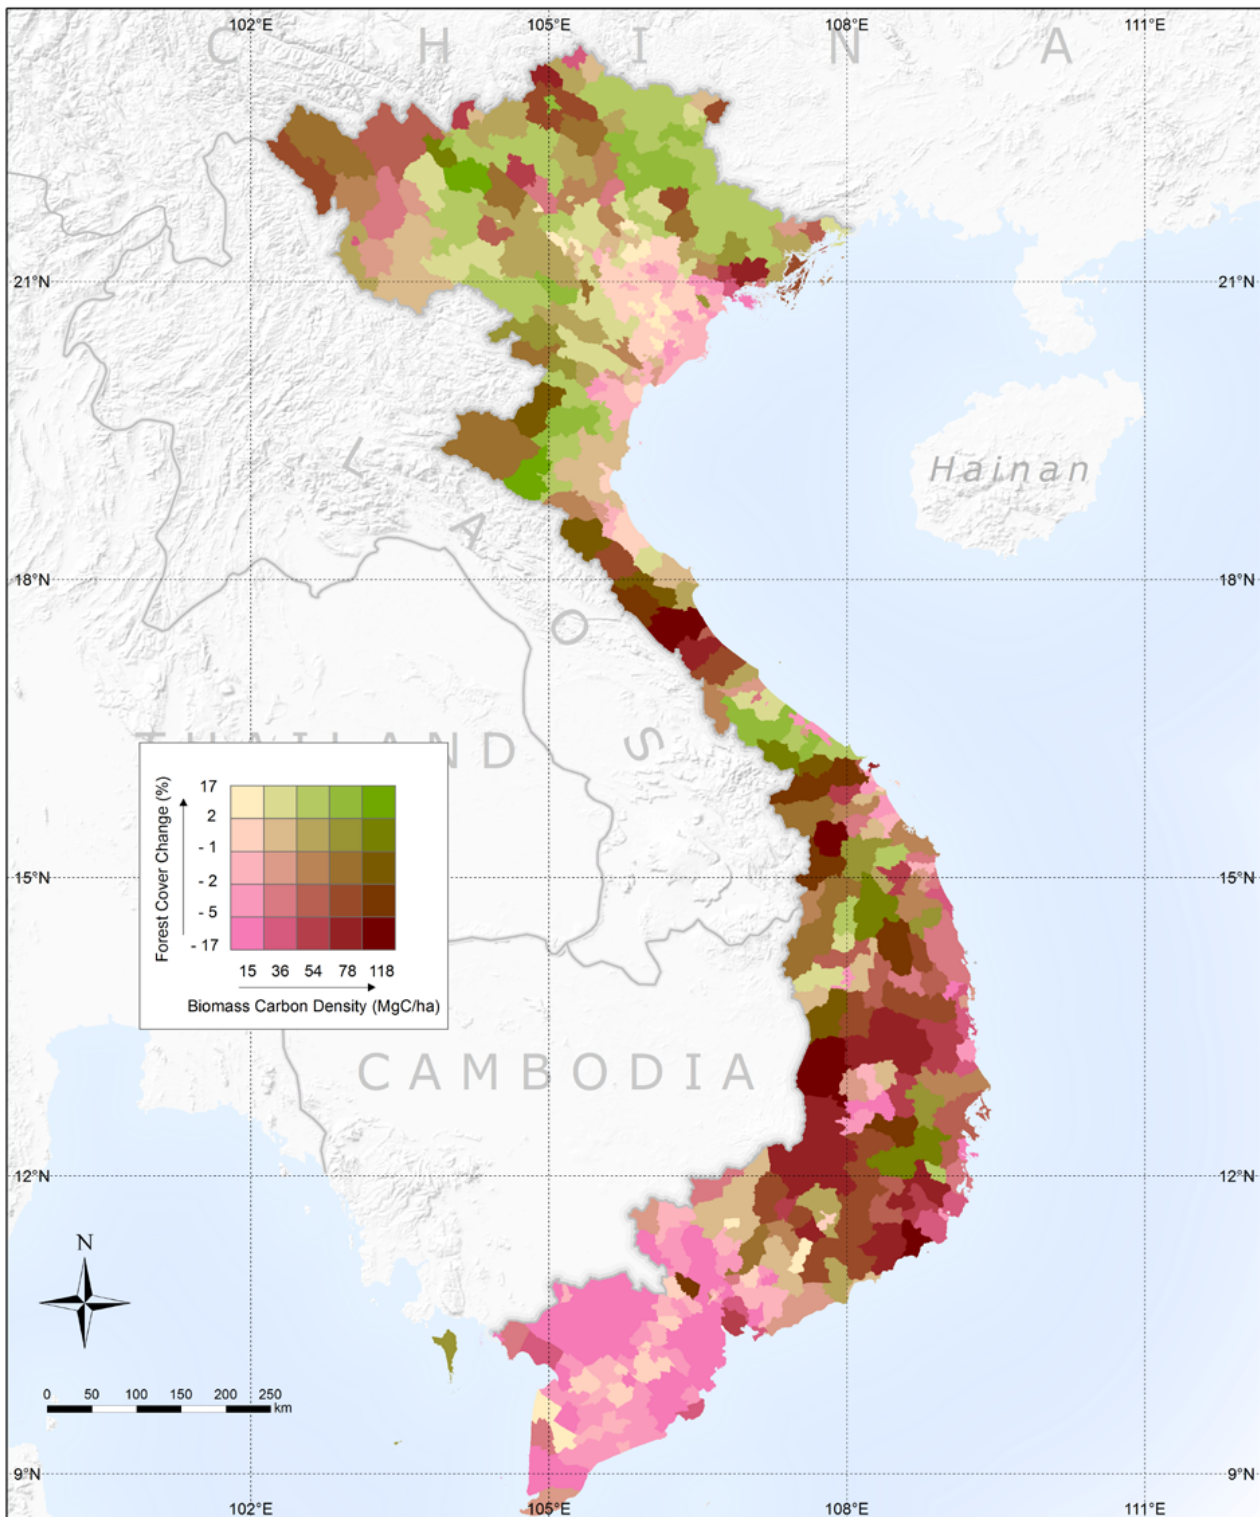 102°E 105°E 108°E 111°E
C H I N A
21°N 21°N
L A O S
Hainan
18°N 18°N
THAILAND
Forest Cover Change (%)
17
2
- 1
- 2
- 5
- 17
15 36 54 78 118
Biomass Carbon Density (MgC/ha)
15°N 15°N
CAMBODIA
12°N 12°N
N
0 50 100 150 200 250
km
9°N 9°N
102°E 105°E 108°E 111°E